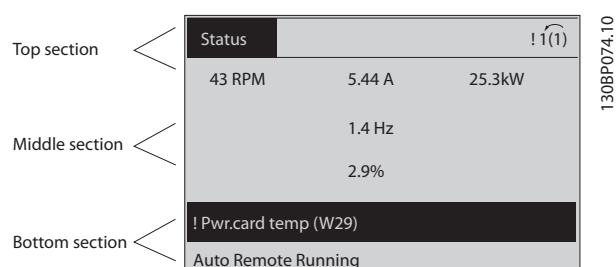 Status ! 1(1)
Top section
43 RPM 5.44 A 25.3kW
1.4 Hz
Middle section
2.9%
! Pwr.card temp (W29)
Bottom section
Auto Remote Running
130BP074.10